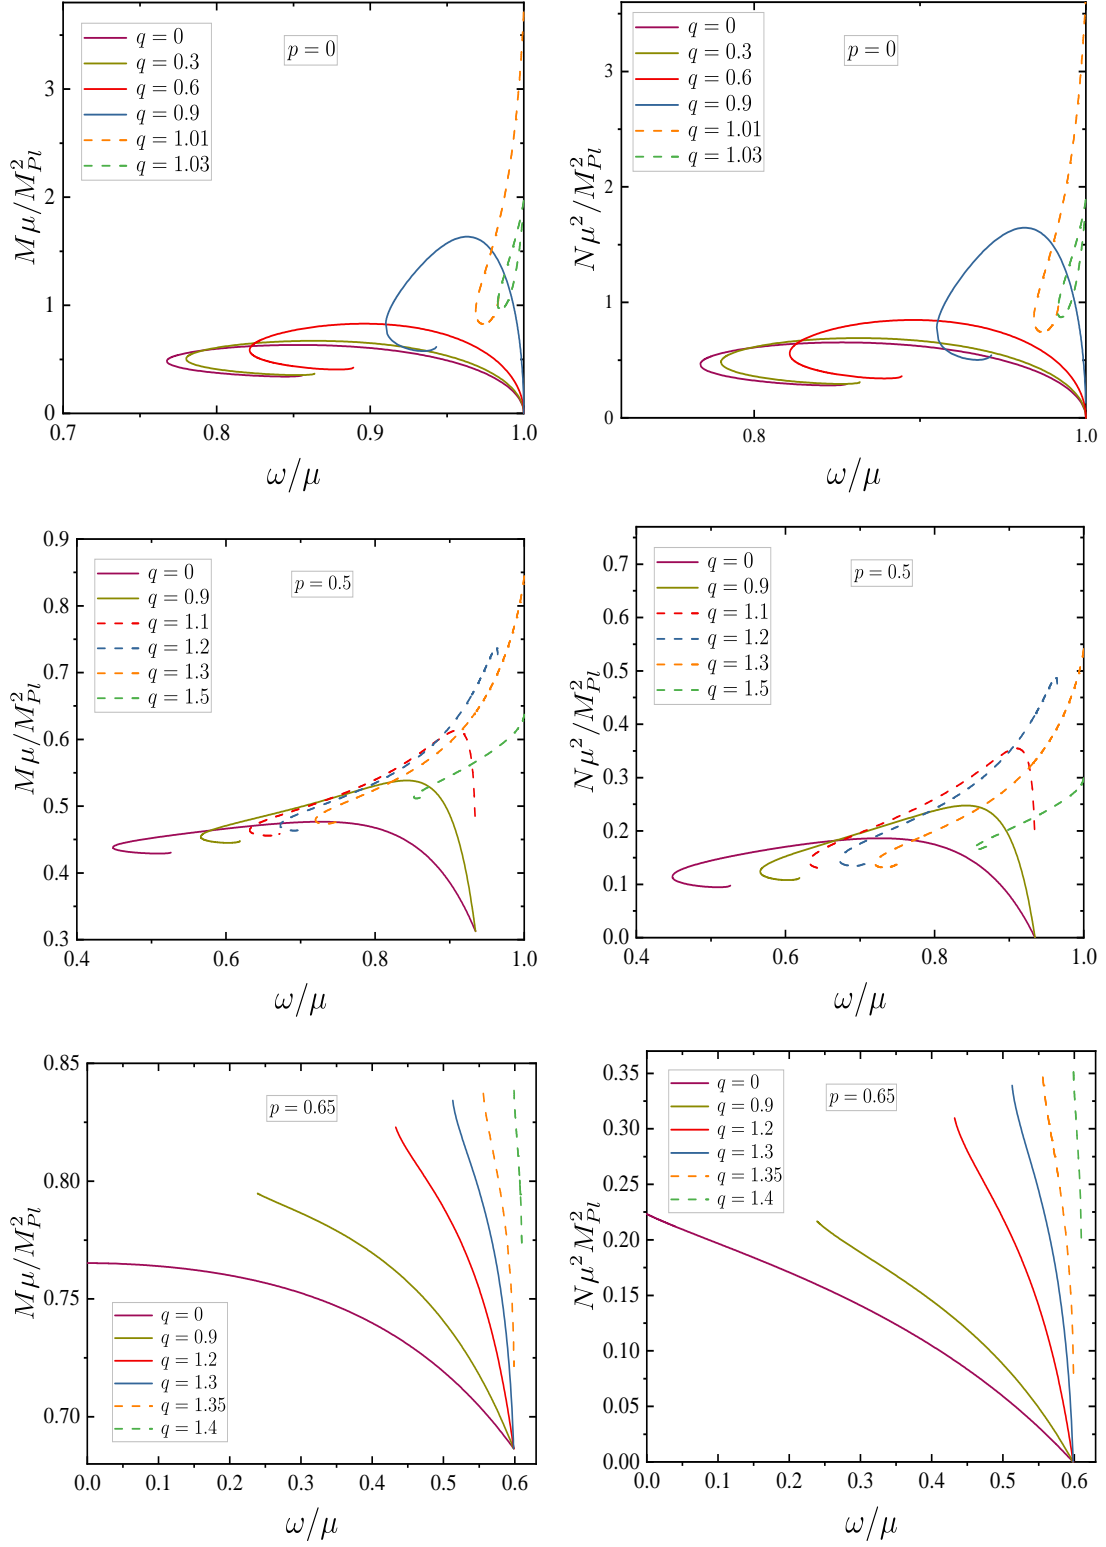 q = 0
q = 0.3
q = 0.6
q = 0.9
q = 1.01
q = 1.03
p = 0
3
2
1
0
0.7
0.8
0.9
1.0
Mμ/M²_Pl
ω/μ
q = 0
q = 0.3
q = 0.6
q = 0.9
q = 1.01
q = 1.03
p = 0
3
2
1
0
0.8
1.0
Nμ²/M²_Pl
ω/μ
0.9
0.8
0.7
0.6
0.5
0.4
0.3
q = 0
q = 0.9
q = 1.1
q = 1.2
q = 1.3
q = 1.5
p = 0.5
0.4
0.6
0.8
1.0
Mμ/M²_Pl
ω/μ
0.7
0.6
0.5
0.4
0.3
0.2
0.1
0.0
q = 0
q = 0.9
q = 1.1
q = 1.2
q = 1.3
q = 1.5
p = 0.5
0.4
0.6
0.8
1.0
Nμ²/M²_Pl
ω/μ
0.85
0.80
0.75
0.70
p = 0.65
q = 0
q = 0.9
q = 1.2
q = 1.3
q = 1.35
q = 1.4
0.0
0.1
0.2
0.3
0.4
0.5
0.6
Mμ/M²_Pl
ω/μ
0.35
0.30
0.25
0.20
0.15
0.10
0.05
0.00
q = 0
q = 0.9
q = 1.2
q = 1.3
q = 1.35
q = 1.4
p = 0.65
0.0
0.1
0.2
0.3
0.4
0.5
0.6
Nμ²M²_Pl
ω/μ